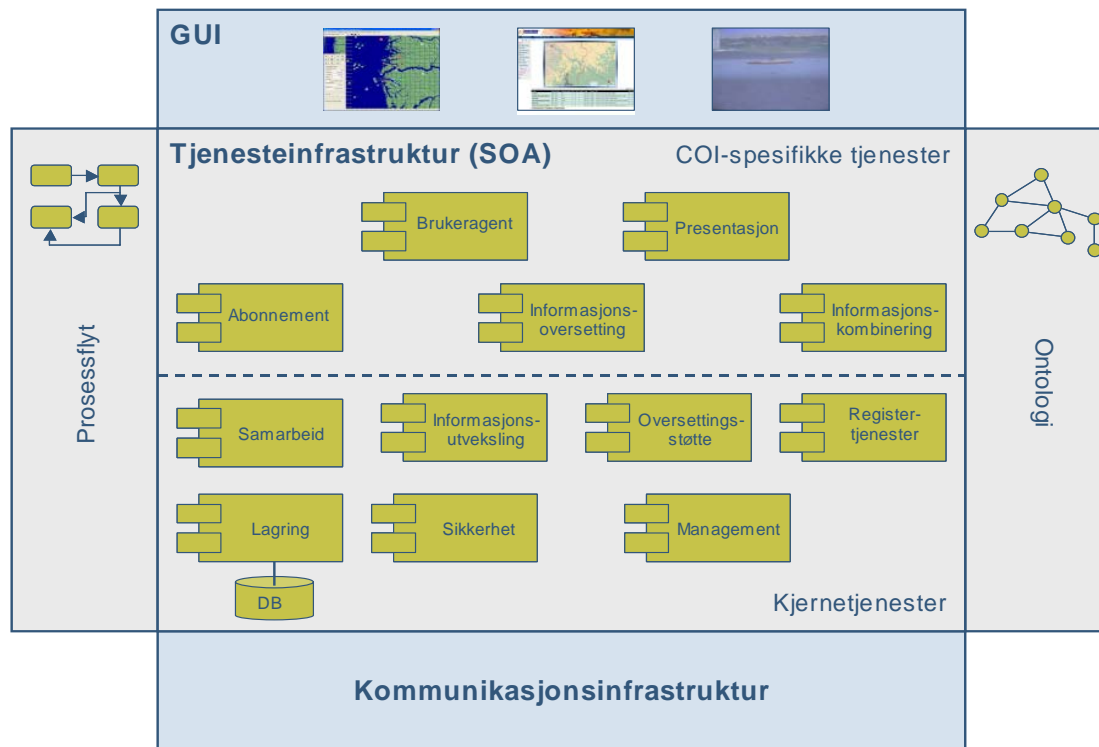 GUI
Tjenesteinfrastruktur (SOA)
COI-spesifikke tjenester
Brukeragent
Presentasjon
Abonnement
Informasjons-
oversetting
Informasjons-
kombinering
Prosessflyt
Ontologi
Samarbeid
Informasjons-
utveksling
Oversettings-
støtte
Register-
tjenester
Lagring
Sikkerhet
Management
DB
Kjernetjenester
Kommunikasjonsinfrastruktur